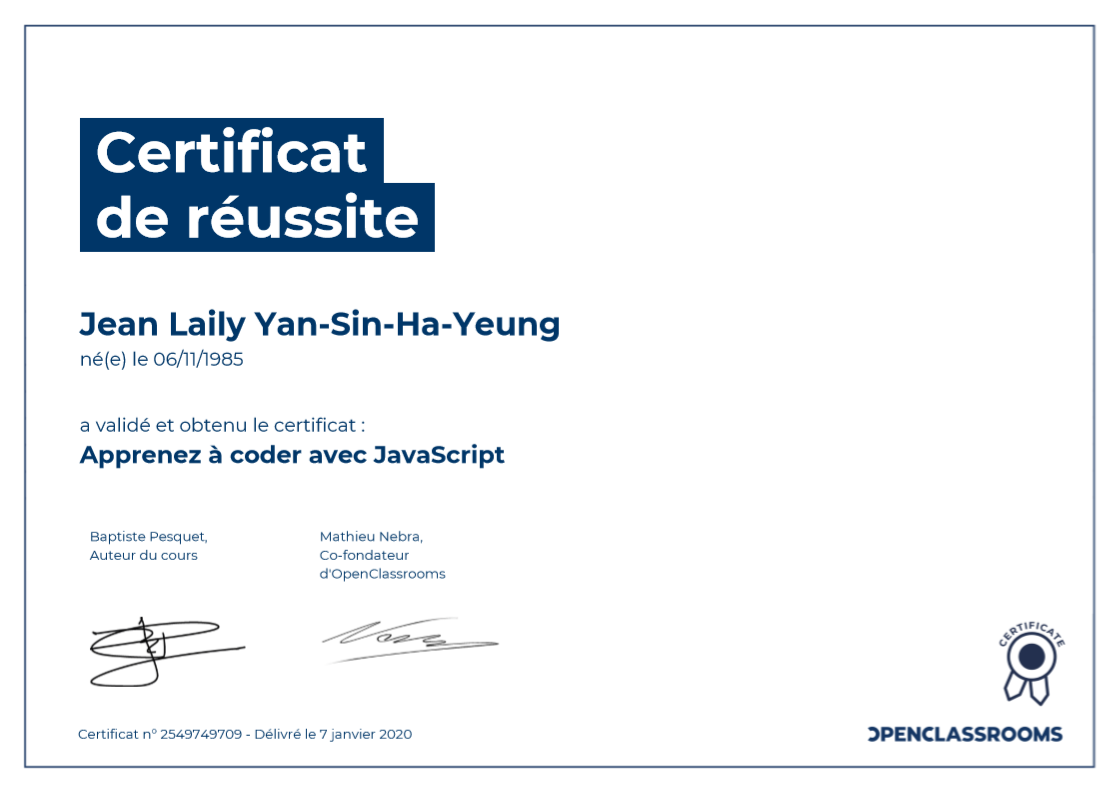 Certificat
de réussite
Jean Laily Yan-Sin-Ha-Yeung
né(e) le 06/11/1985
a validé et obtenu le certificat :
Apprenez à coder avec JavaScript
Baptiste Pesquet,
Auteur du cours
Mathieu Nebra,
Co-fondateur
d'OpenClassrooms
CERTIFICATE
Certificat n° 2549749709 - Délivré le 7 janvier 2020
OPENCLASSROOMS